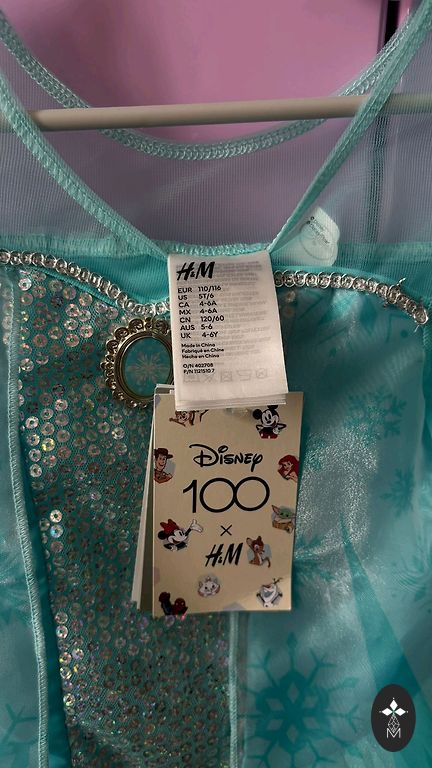 H&M
EUR 110/116
US 5T/6
CA 4-6A
MX 4-6A
CN 120/60
AUS 5-6
UK 4-6Y
Made in China
Fabriqué en Chine
Hecho en China
O/N 402708
P/N 1121510 7
Disney
100
x
H&M
M